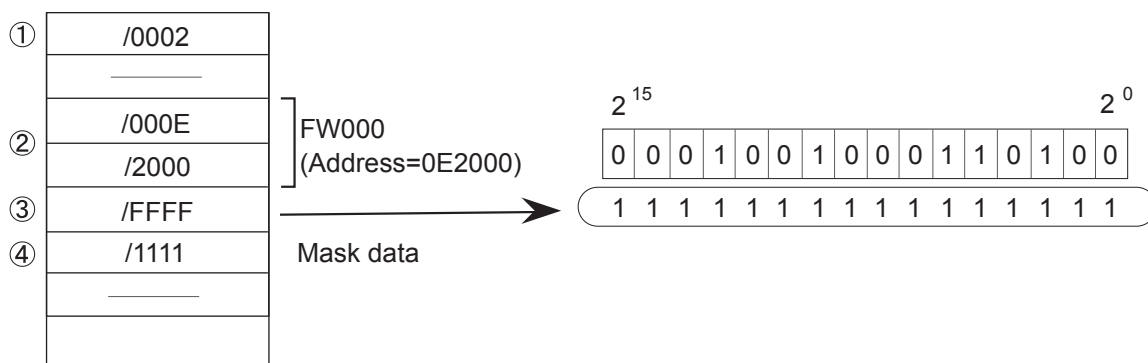 ① /0002
② /000E
/2000
FW000
(Address=0E2000)
③ /FFFF
④ /1111
Mask data
2^15 2^0
0 0 0 1 0 0 1 0 0 0 1 1 0 1 0 0
1 1 1 1 1 1 1 1 1 1 1 1 1 1 1 1